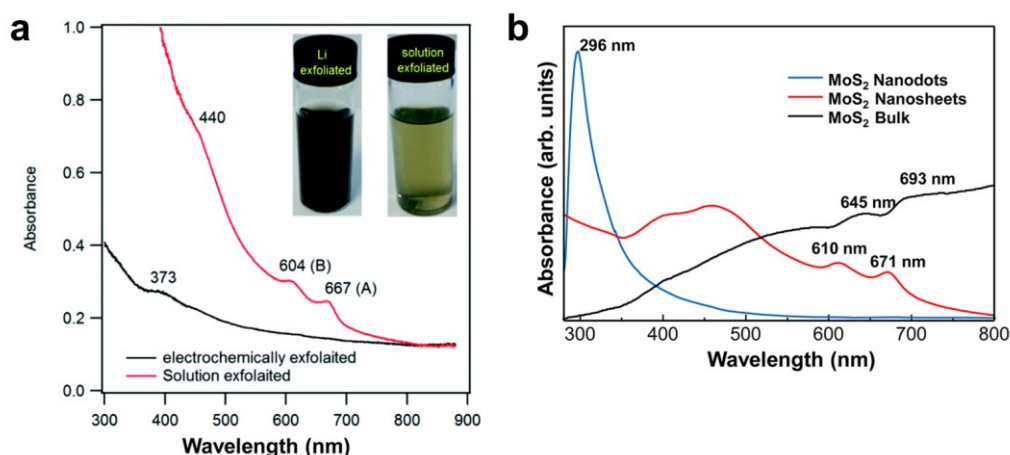 a
1.0
0.8
0.6
0.4
0.2
0.0
Absorbance
440
373
604 (B)
667 (A)
Li
exfoliated
solution
exfoliated
electrochemically exfolaited
Solution exfolaited
300 400 500 600 700 800 900
Wavelength (nm)
b
Absorbance (arb. units)
296 nm
MoS₂ Nanodots
MoS₂ Nanosheets
MoS₂ Bulk
693 nm
645 nm
610 nm
671 nm
300 400 500 600 700 800
Wavelength (nm)